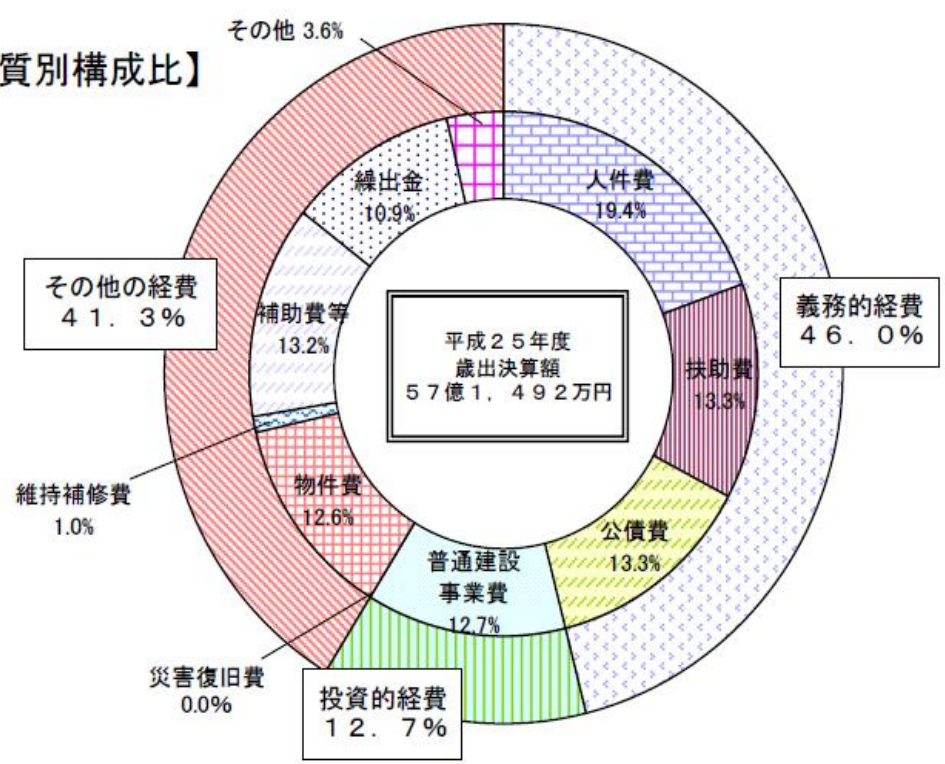 質別構成比】
その他 3.6%
繰出金
10.9%
人件費
19.4%
その他の経費
４１．３%
補助費等
13.2%
平成２５年度
歳出決算額
５７億１，４９２万円
義務的経費
４６．０%
扶助費
13.3%
維持補修費
1.0%
物件費
12.6%
公債費
13.3%
普通建設
事業費
12.7%
災害復旧費
0.0%
投資的経費
１２．７%